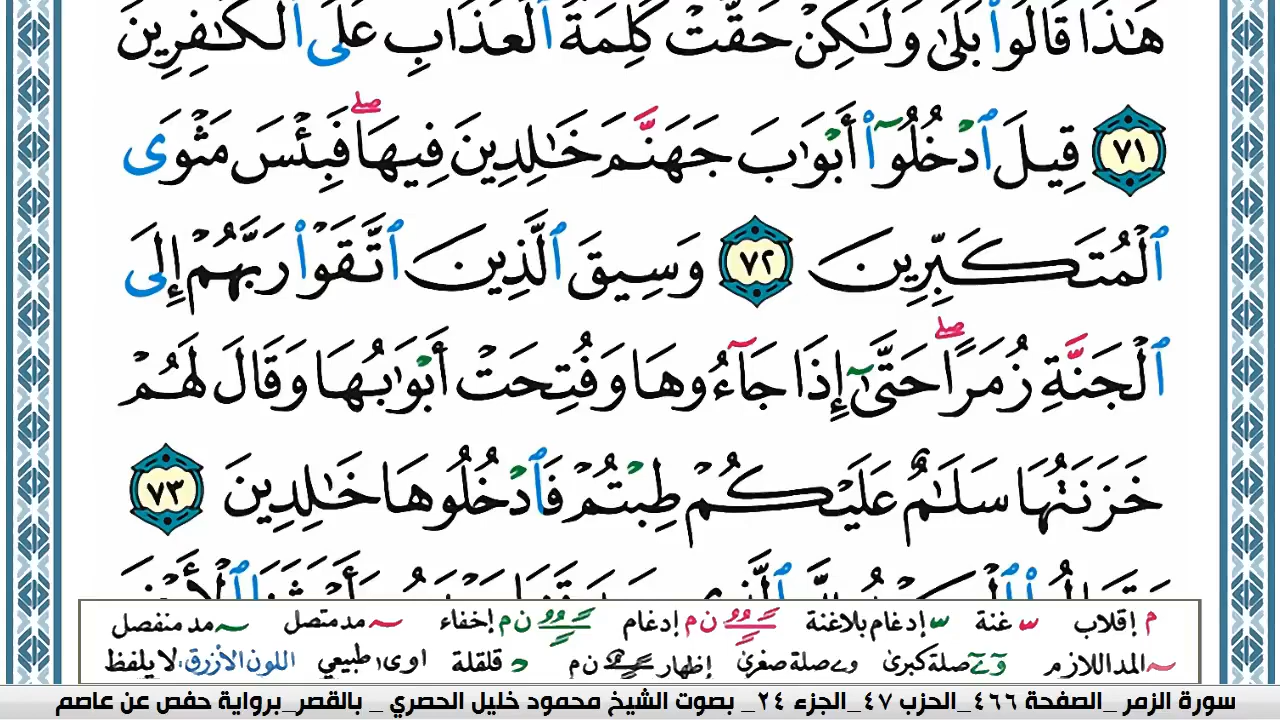 هَـٰذَا قَالُوا۟ بَلَىٰ وَلَـٰكِنْ حَقَّتْ كَلِمَةُ ٱلْعَذَابِ عَلَى ٱلْكَـٰفِرِينَ
٧١ قِيلَ ٱدْخُلُوٓا۟ أَبْوَٰبَ جَهَنَّمَ خَـٰلِدِينَ فِيهَا ۖ فَبِئْسَ مَثْوَى
ٱلْمُتَكَبِّرِينَ ٧٢ وَسِيقَ ٱلَّذِينَ ٱتَّقَوْا۟ رَبَّهُمْ إِلَى
ٱلْجَنَّةِ زُمَرًا ۖ حَتَّىٰٓ إِذَا جَآءُوهَا وَفُتِحَتْ أَبْوَٰبُهَا وَقَالَ لَهُمْ
خَزَنَتُهَا سَلَـٰمٌ عَلَيْكُمْ طِبْتُمْ فَٱدْخُلُوهَا خَـٰلِدِينَ ٧٣
م إقلاب غنة إدغام بلاغنة ن م إدغام ن م إخفاء مد متصل مد منفصل
المد اللازم صلة كبرى صلة صغرى إظهار ن م قلقلة اوى، طبيعي اللون الأزرق، لا يلفظ
سورة الزمر _الصفحة ٤٦٦_الحزب ٤٧_الجزء ٢٤_ بصوت الشيخ محمود خليل الحصري _ بالقصر_برواية حفص عن عاصم